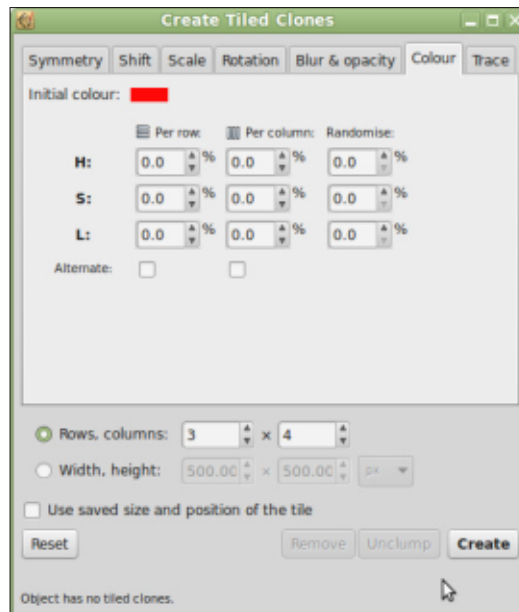 Create Tiled Clones
Symmetry Shift Scale Rotation Blur & opacity Colour Trace
Initial colour:
Per row: Per column: Randomise:
H: 0.0 % 0.0 % 0.0 %
S: 0.0 % 0.0 % 0.0 %
L: 0.0 % 0.0 % 0.0 %
Alternate:
Rows, columns: 3 × 4
Width, height: 500.00 × 500.00 px
Use saved size and position of the tile
Reset Remove Unclump Create
Object has no tiled clones.